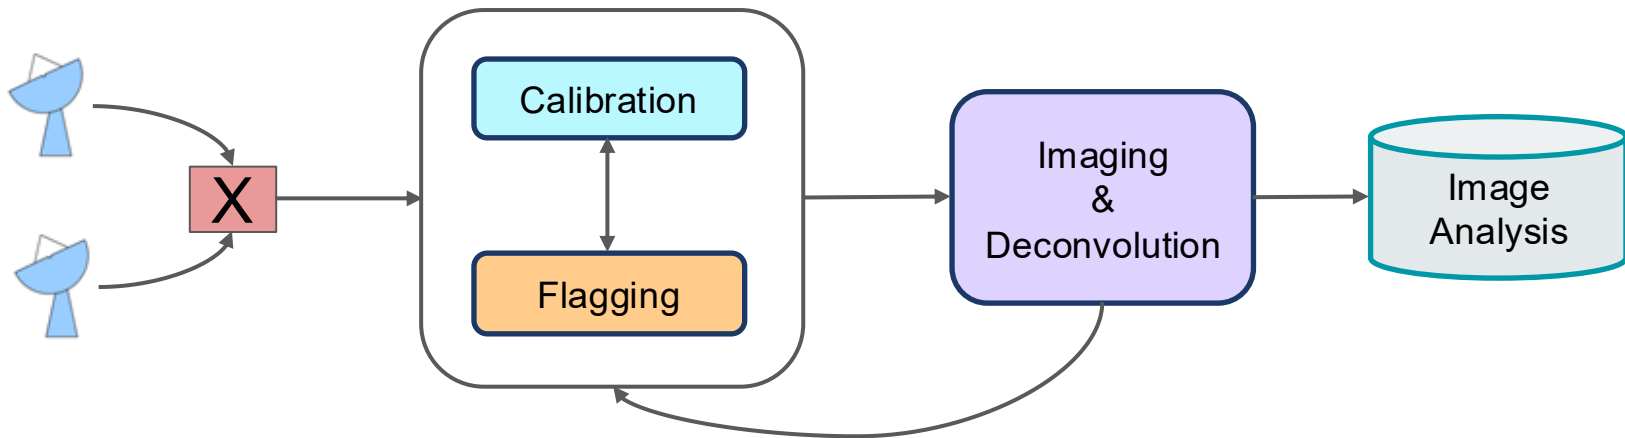 X
Calibration
Flagging
Imaging
&
Deconvolution
Image
Analysis